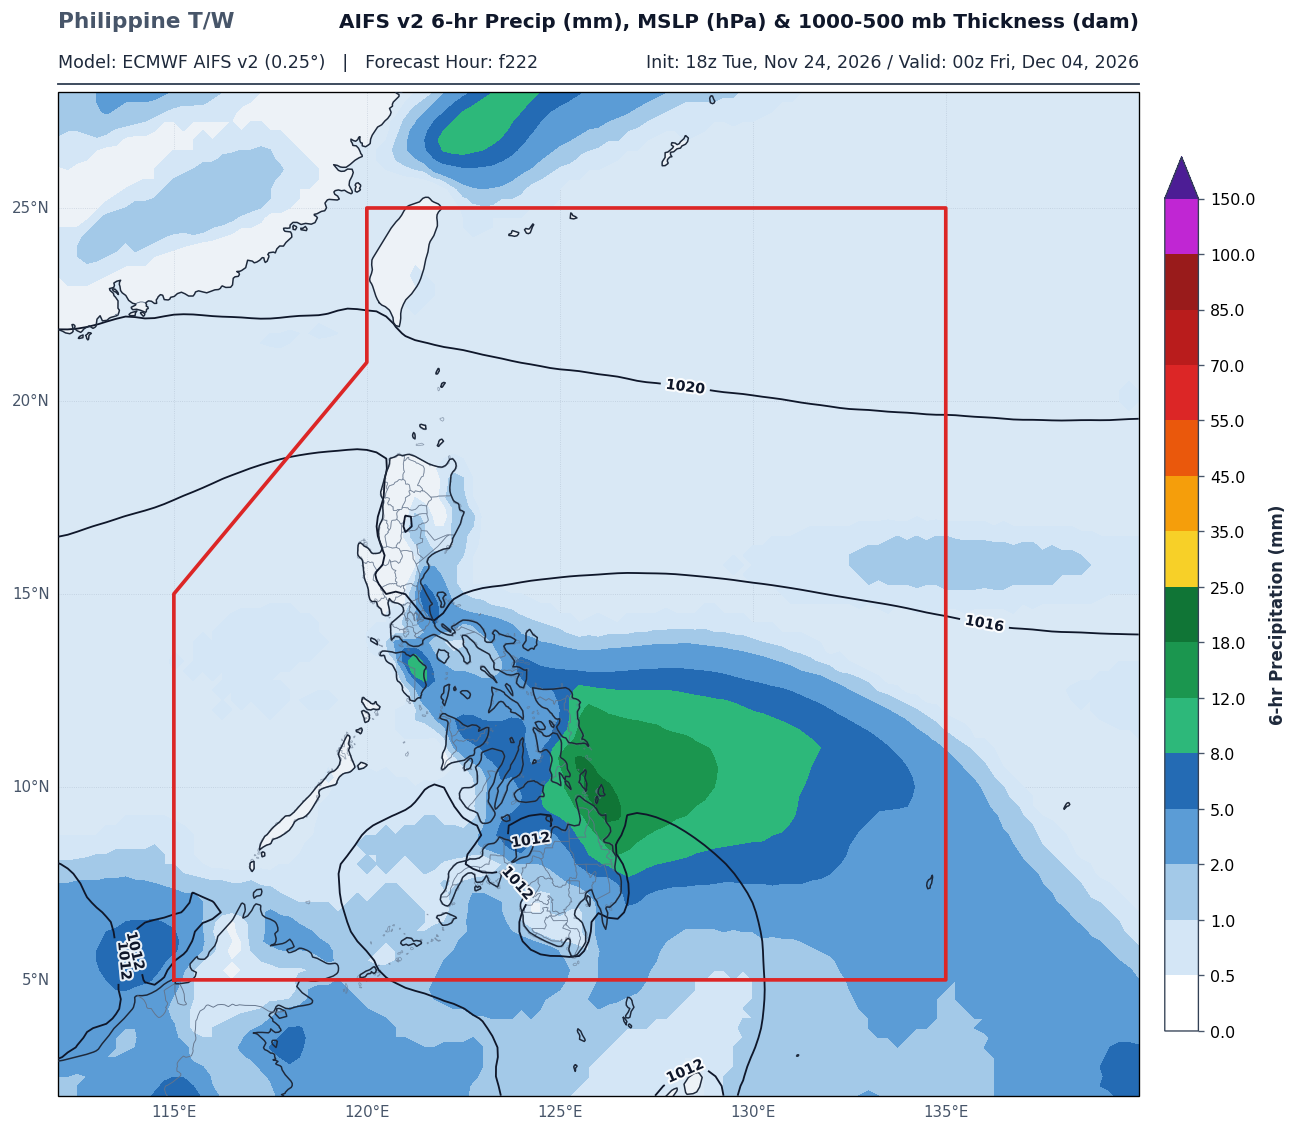 Philippine T/W
AIFS v2 6-hr Precip (mm), MSLP (hPa) & 1000-500 mb Thickness (dam)
Model: ECMWF AIFS v2 (0.25°) | Forecast Hour: f222
Init: 18z Tue, Nov 24, 2026 / Valid: 00z Fri, Dec 04, 2026
25°N
20°N
15°N
10°N
5°N
115°E
120°E
125°E
130°E
135°E
1020
1016
1012
1012
1012
1012
1012
150.0
100.0
85.0
70.0
55.0
45.0
35.0
25.0
18.0
12.0
8.0
5.0
2.0
1.0
0.5
0.0
6-hr Precipitation (mm)